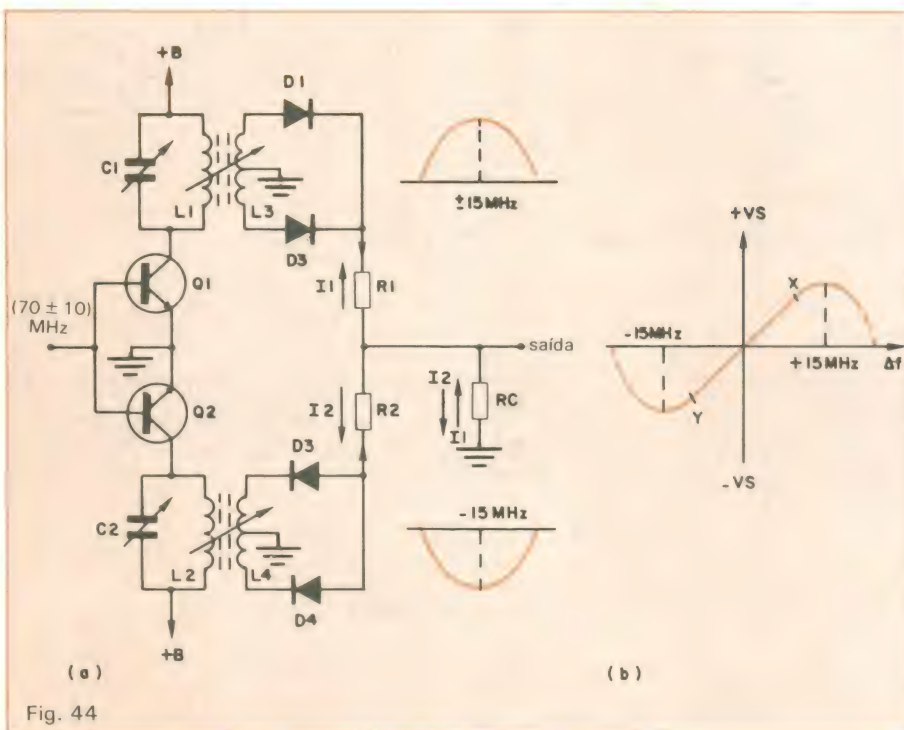 +B
D1
C1
L1
L3
D3
±15MHz
Q1
I1
R1
(70 ± 10)
MHz
saída
I2
R2
I2
I1
RC
Q2
D3
C2
L2
L4
D4
-15MHz
+B
+VS
X
-15MHz
+15MHz
Δf
Y
-VS
(a)
(b)
Fig. 44